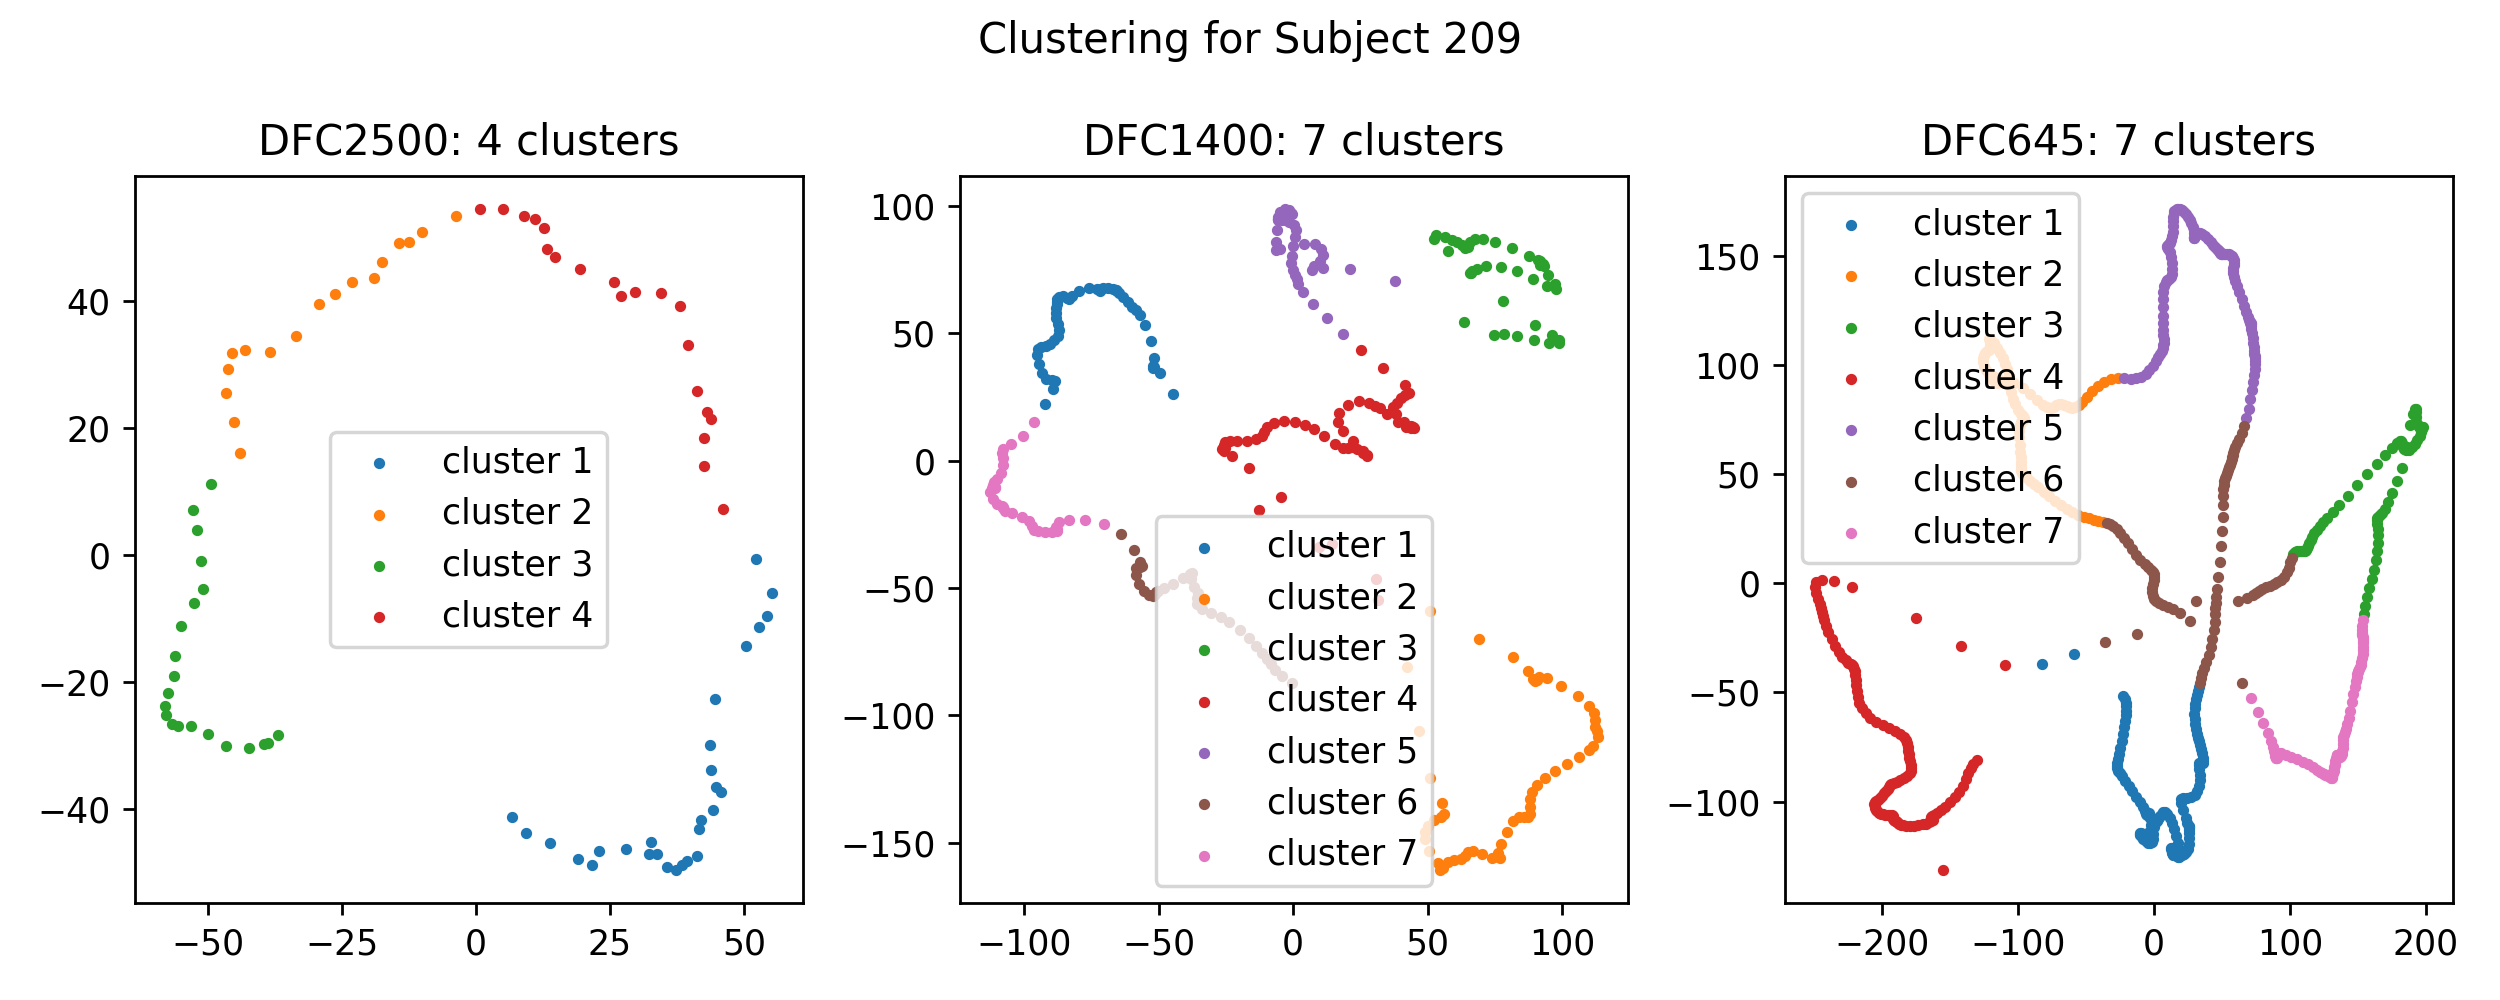 Clustering for Subject 209
DFC2500: 4 clusters
40
20
0
−20
−40
−50
−25
0
25
50
cluster 1
cluster 2
cluster 3
cluster 4
DFC1400: 7 clusters
100
50
0
−50
−100
−150
−100
−50
0
50
100
cluster 1
cluster 2
cluster 3
cluster 4
cluster 5
cluster 6
cluster 7
DFC645: 7 clusters
150
100
50
0
−50
−100
−200
−100
0
100
200
cluster 1
cluster 2
cluster 3
cluster 4
cluster 5
cluster 6
cluster 7